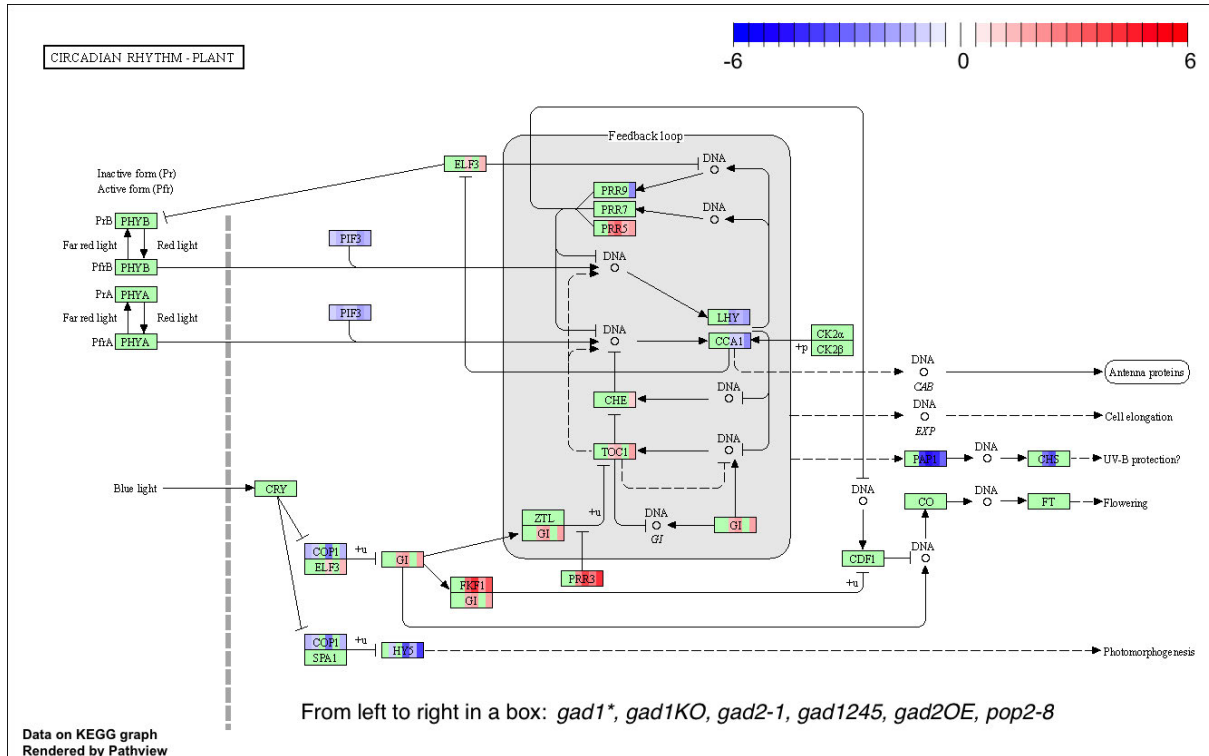 CIRCADIAN RHYTHM - PLANT
-6 0 6
Feedback loop
ELF3
DNA
Inactive form (Pr)
Active form (Pfr)
PRR9
PRR7
DNA
PRR5
PrB PHYB
Far red light Red light
PIF3
DNA
PfrB PHYB
PrA PHYA
Far red light Red light
PIF3
LHY
DNA
PfrA PHYA
CCA1
CK2α
+p CK2β
DNA
CAB
Antenna proteins
CHE
DNA
DNA
EXP
Cell elongation
TOC1
DNA
PAP1
DNA
CHS
UV-B protection?
Blue light
CRY
DNA
CO
DNA
FT
Flowering
ZTL
GI
+u
DNA
GI
GI
COP1
ELF3
+u
GI
CDF1
DNA
PRR3
FKF1
GI
+u
COP1
SPA1
+u
HY5
Photomorphogenesis
From left to right in a box: gad1*, gad1KO, gad2-1, gad1245, gad2OE, pop2-8
Data on KEGG graph
Rendered by Pathview